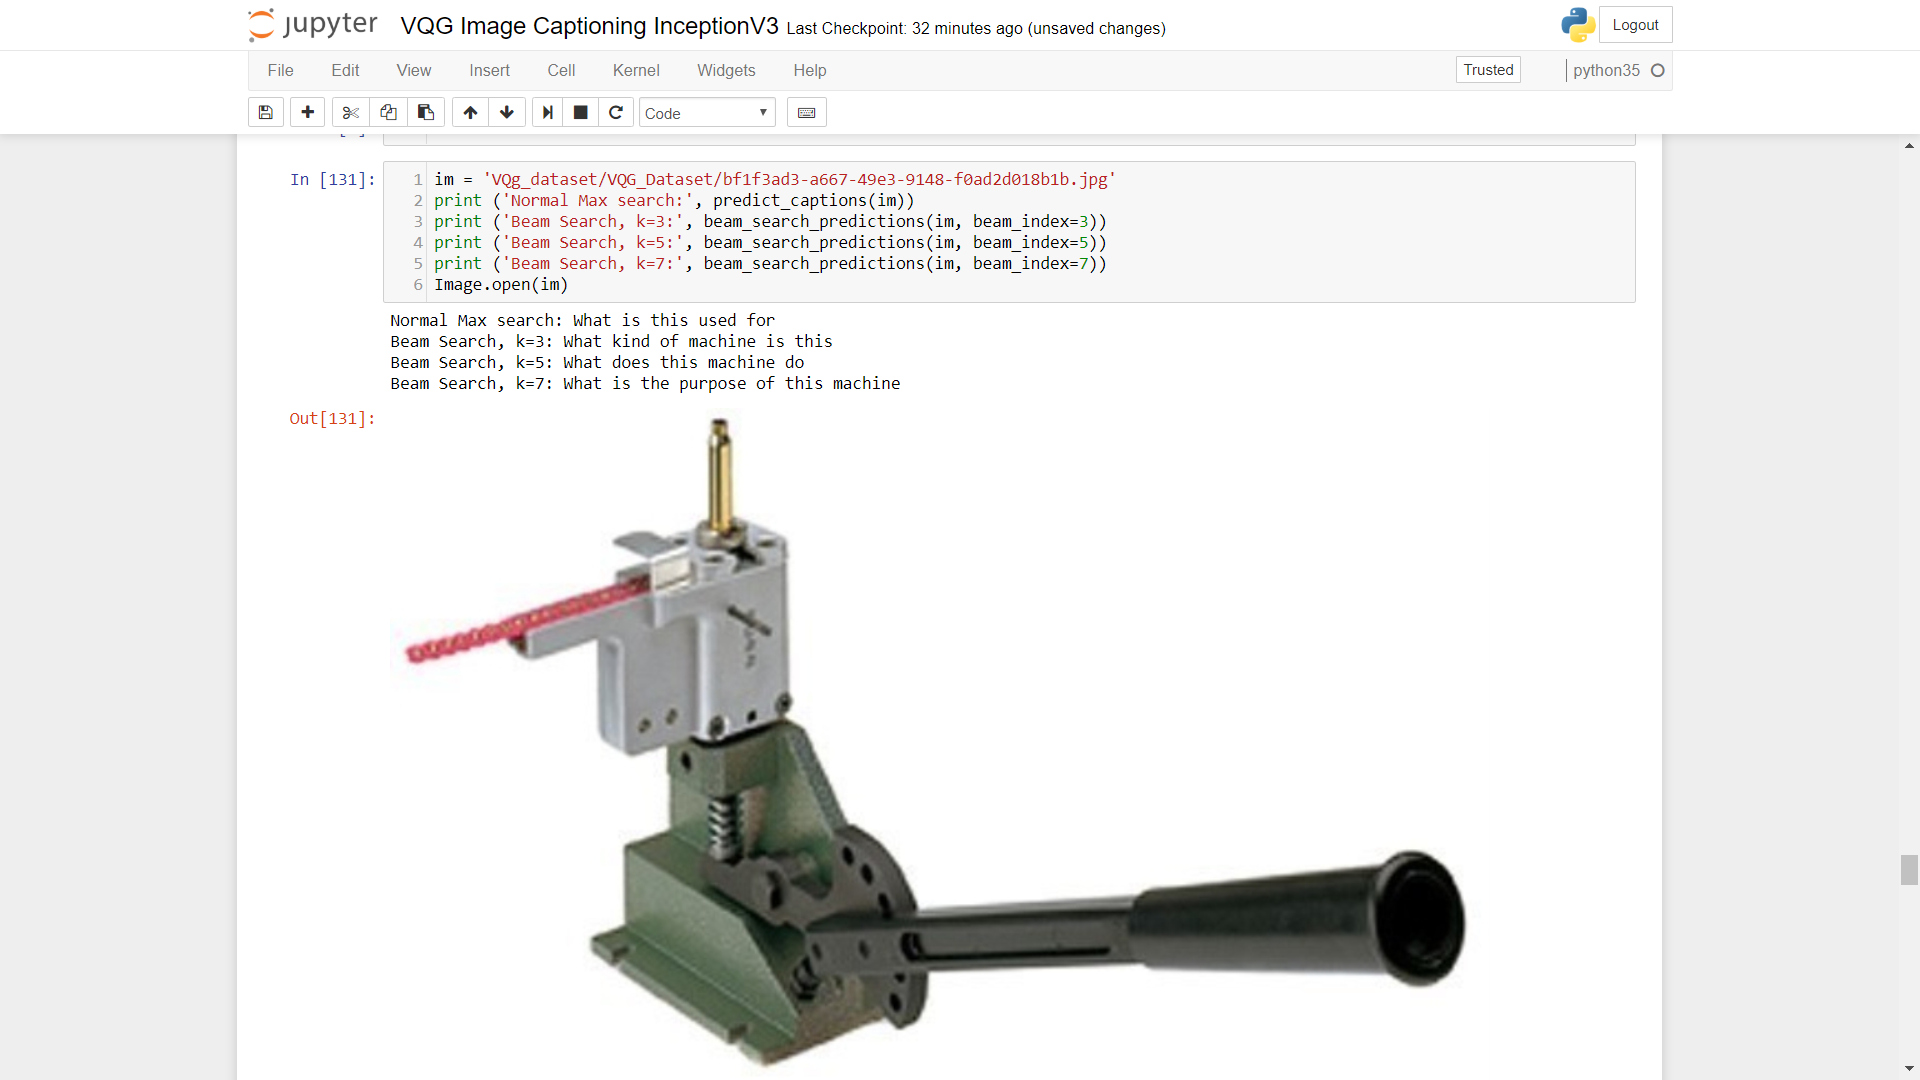 jupyter VQG Image Captioning InceptionV3 Last Checkpoint: 32 minutes ago (unsaved changes) Logout
File Edit View Insert Cell Kernel Widgets Help Trusted python35
Code
In [131]:
1 im = 'VQg_dataset/VQG_Dataset/bf1f3ad3-a667-49e3-9148-f0ad2d018b1b.jpg'
2 print ('Normal Max search:', predict_captions(im))
3 print ('Beam Search, k=3:', beam_search_predictions(im, beam_index=3))
4 print ('Beam Search, k=5:', beam_search_predictions(im, beam_index=5))
5 print ('Beam Search, k=7:', beam_search_predictions(im, beam_index=7))
6 Image.open(im)
Normal Max search: What is this used for
Beam Search, k=3: What kind of machine is this
Beam Search, k=5: What does this machine do
Beam Search, k=7: What is the purpose of this machine
Out[131]: